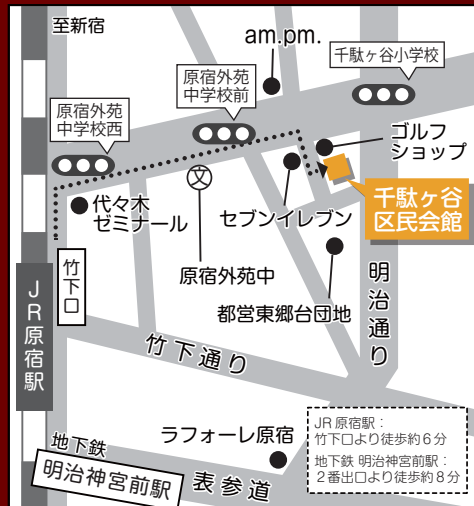 至新宿
am.pm.
千駄ヶ谷小学校
原宿外苑
中学校前
原宿外苑
中学校西
ゴルフ
ショップ
千駄ヶ谷
区民会館
代々木
ゼミナール
文
セブンイレブン
原宿外苑中
竹下口
都営東郷台団地
明治通り
JR原宿駅
竹下通り
ラフォーレ原宿
地下鉄
明治神宮前駅
表参道
JR原宿駅：
竹下口より徒歩約6分
地下鉄 明治神宮前駅：
2番出口より徒歩約8分